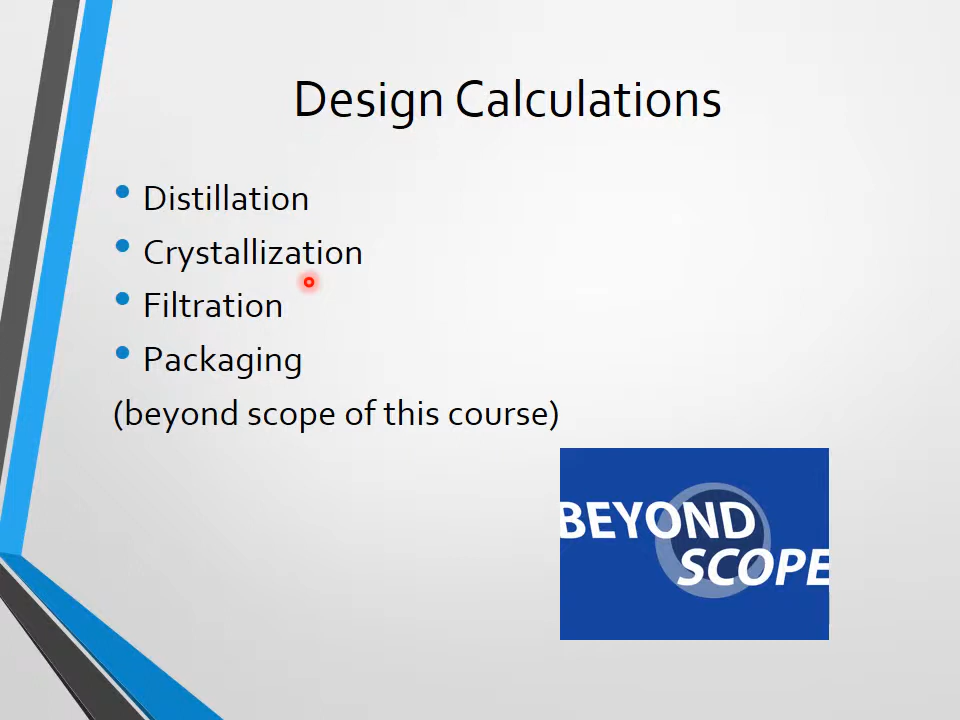 Design Calculations
Distillation
Crystallization
Filtration
Packaging
(beyond scope of this course)
BEYOND
SCOPE